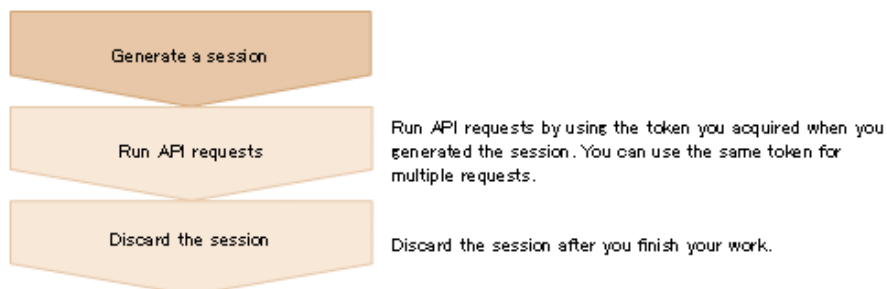 Generate a session
Run API requests
Run API requests by using the token you acquired when you
generated the session. You can use the same token for
multiple requests.
Discard the session
Discard the session after you finish your work.